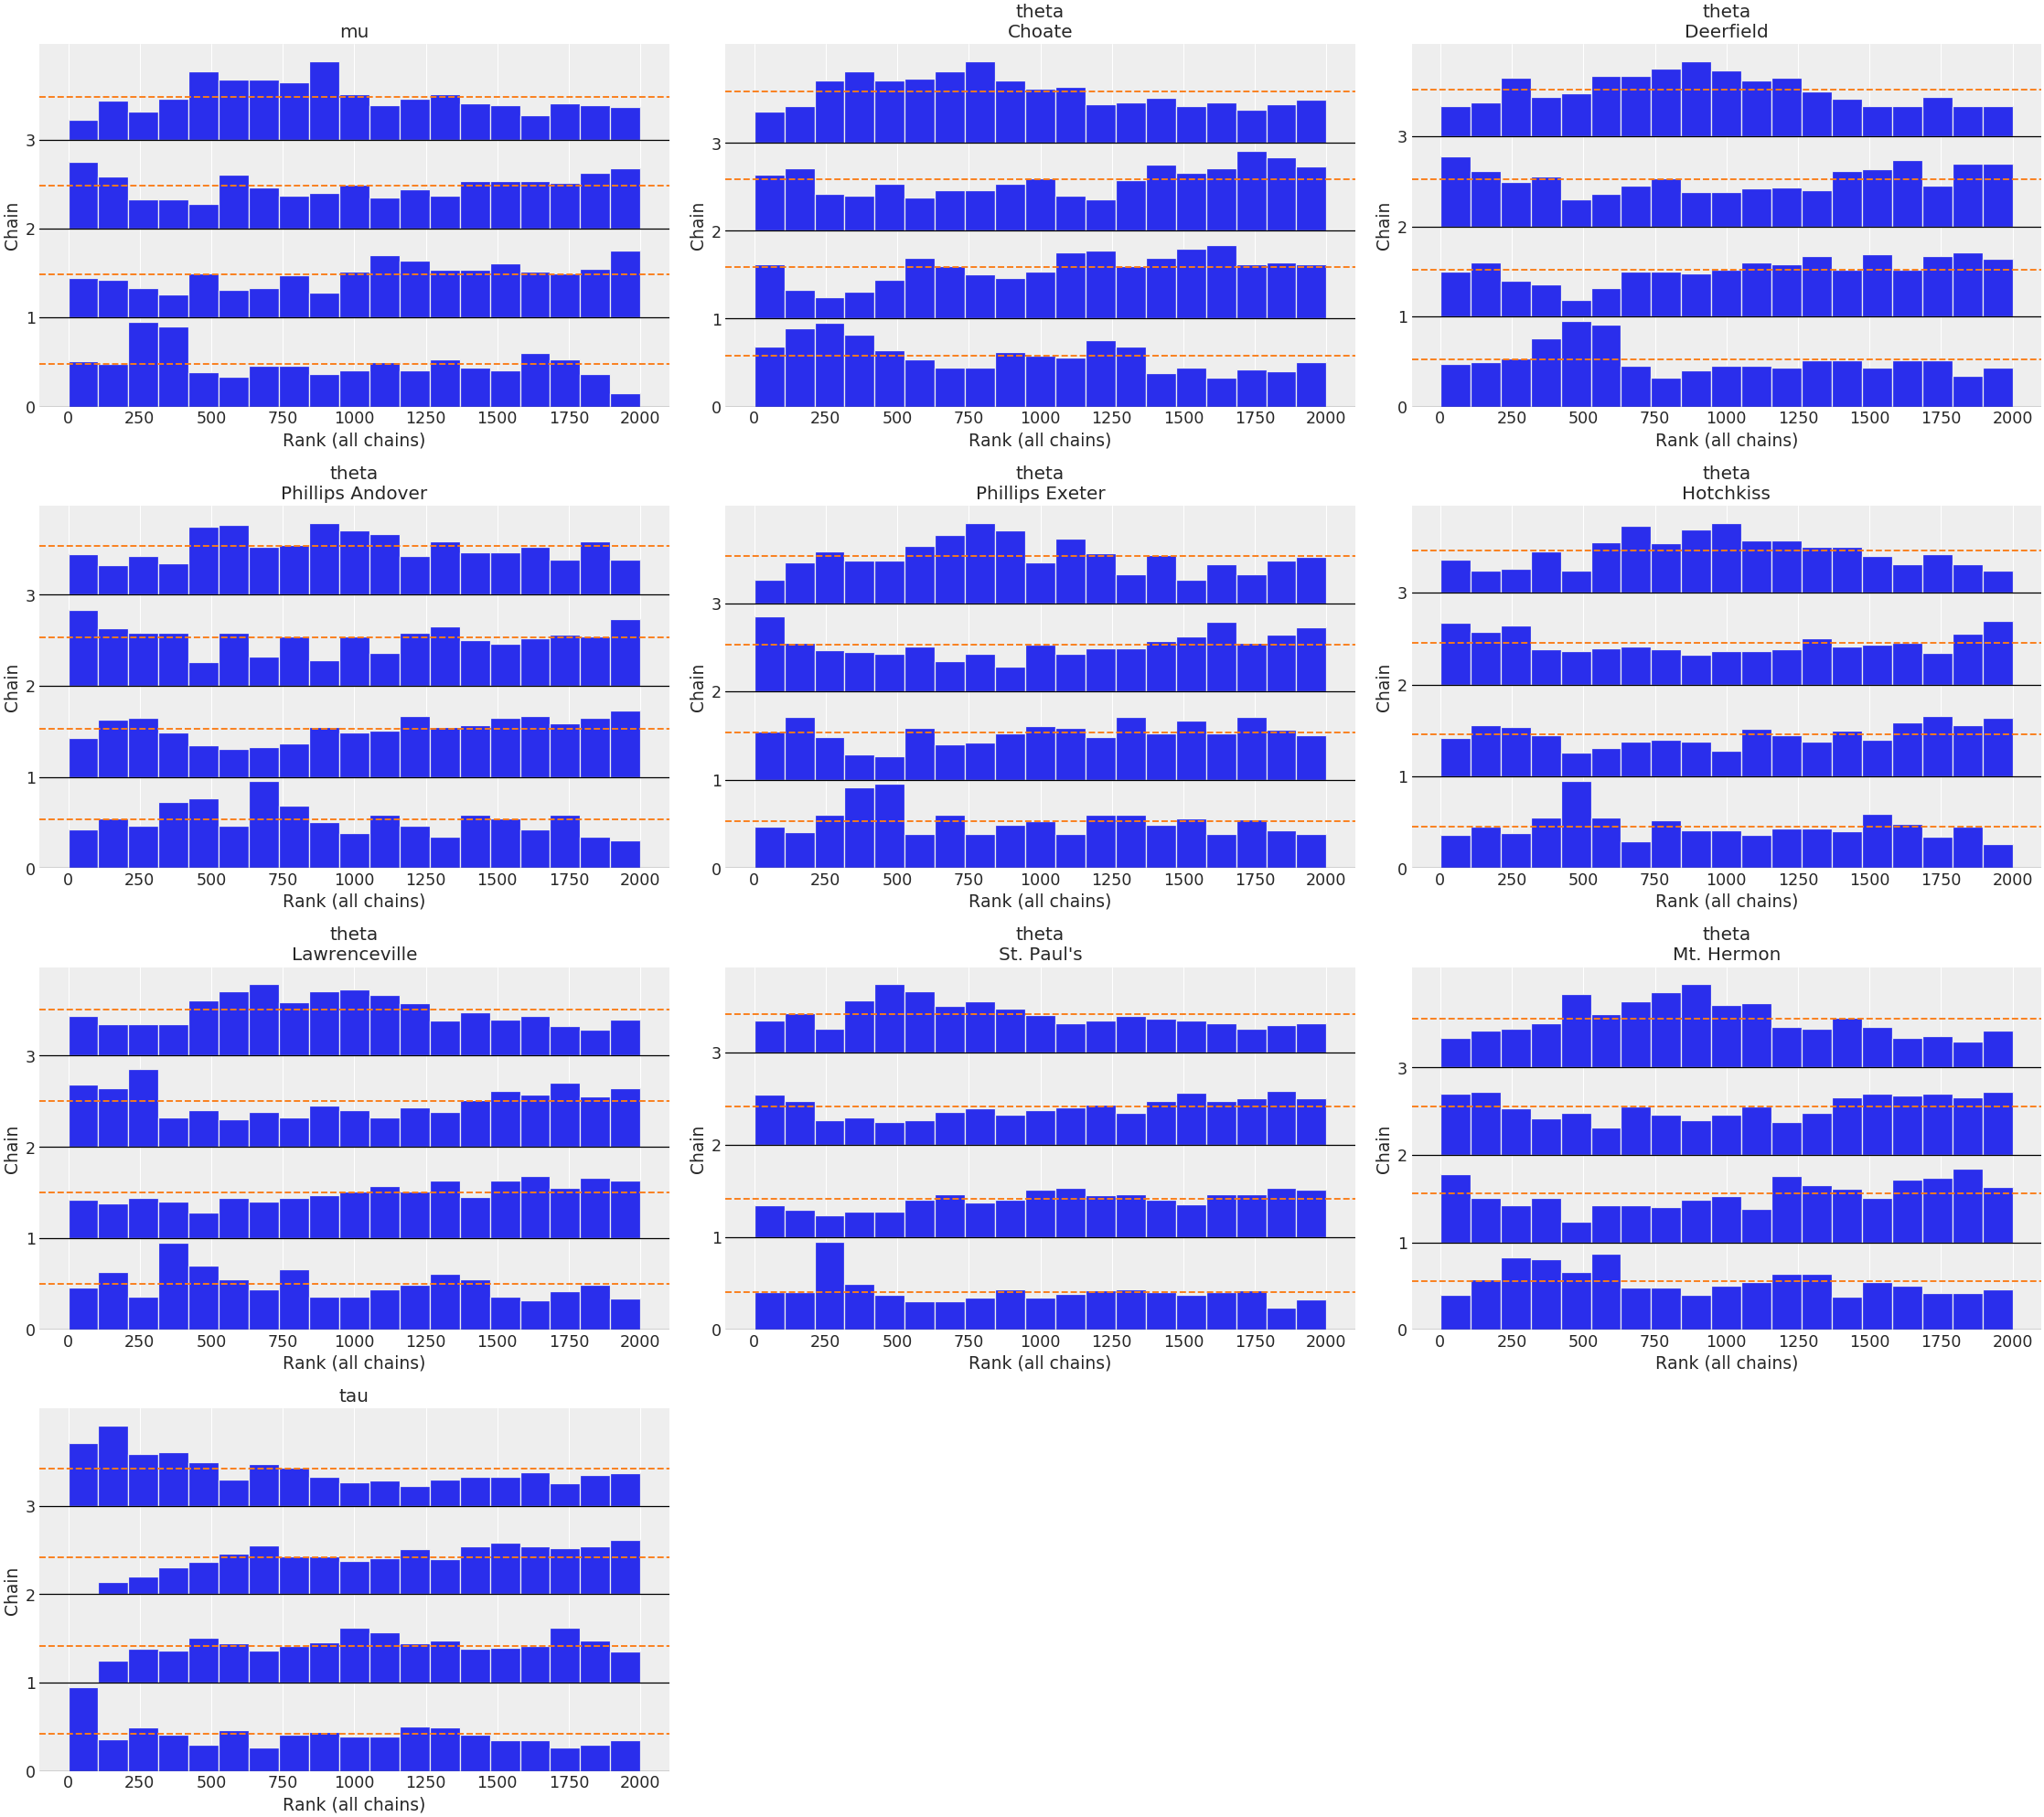 mu
3
2
1
0
Chain
0 250 500 750 1000 1250 1500 1750 2000
Rank (all chains)
theta
Choate
3
2
1
0
Chain
0 250 500 750 1000 1250 1500 1750 2000
Rank (all chains)
theta
Deerfield
3
2
1
0
Chain
0 250 500 750 1000 1250 1500 1750 2000
Rank (all chains)
theta
Phillips Andover
3
2
1
0
Chain
0 250 500 750 1000 1250 1500 1750 2000
Rank (all chains)
theta
Phillips Exeter
3
2
1
0
Chain
0 250 500 750 1000 1250 1500 1750 2000
Rank (all chains)
theta
Hotchkiss
3
2
1
0
Chain
0 250 500 750 1000 1250 1500 1750 2000
Rank (all chains)
theta
Lawrenceville
3
2
1
0
Chain
0 250 500 750 1000 1250 1500 1750 2000
Rank (all chains)
theta
St. Paul's
3
2
1
0
Chain
0 250 500 750 1000 1250 1500 1750 2000
Rank (all chains)
theta
Mt. Hermon
3
2
1
0
Chain
0 250 500 750 1000 1250 1500 1750 2000
Rank (all chains)
tau
3
2
1
0
Chain
0 250 500 750 1000 1250 1500 1750 2000
Rank (all chains)